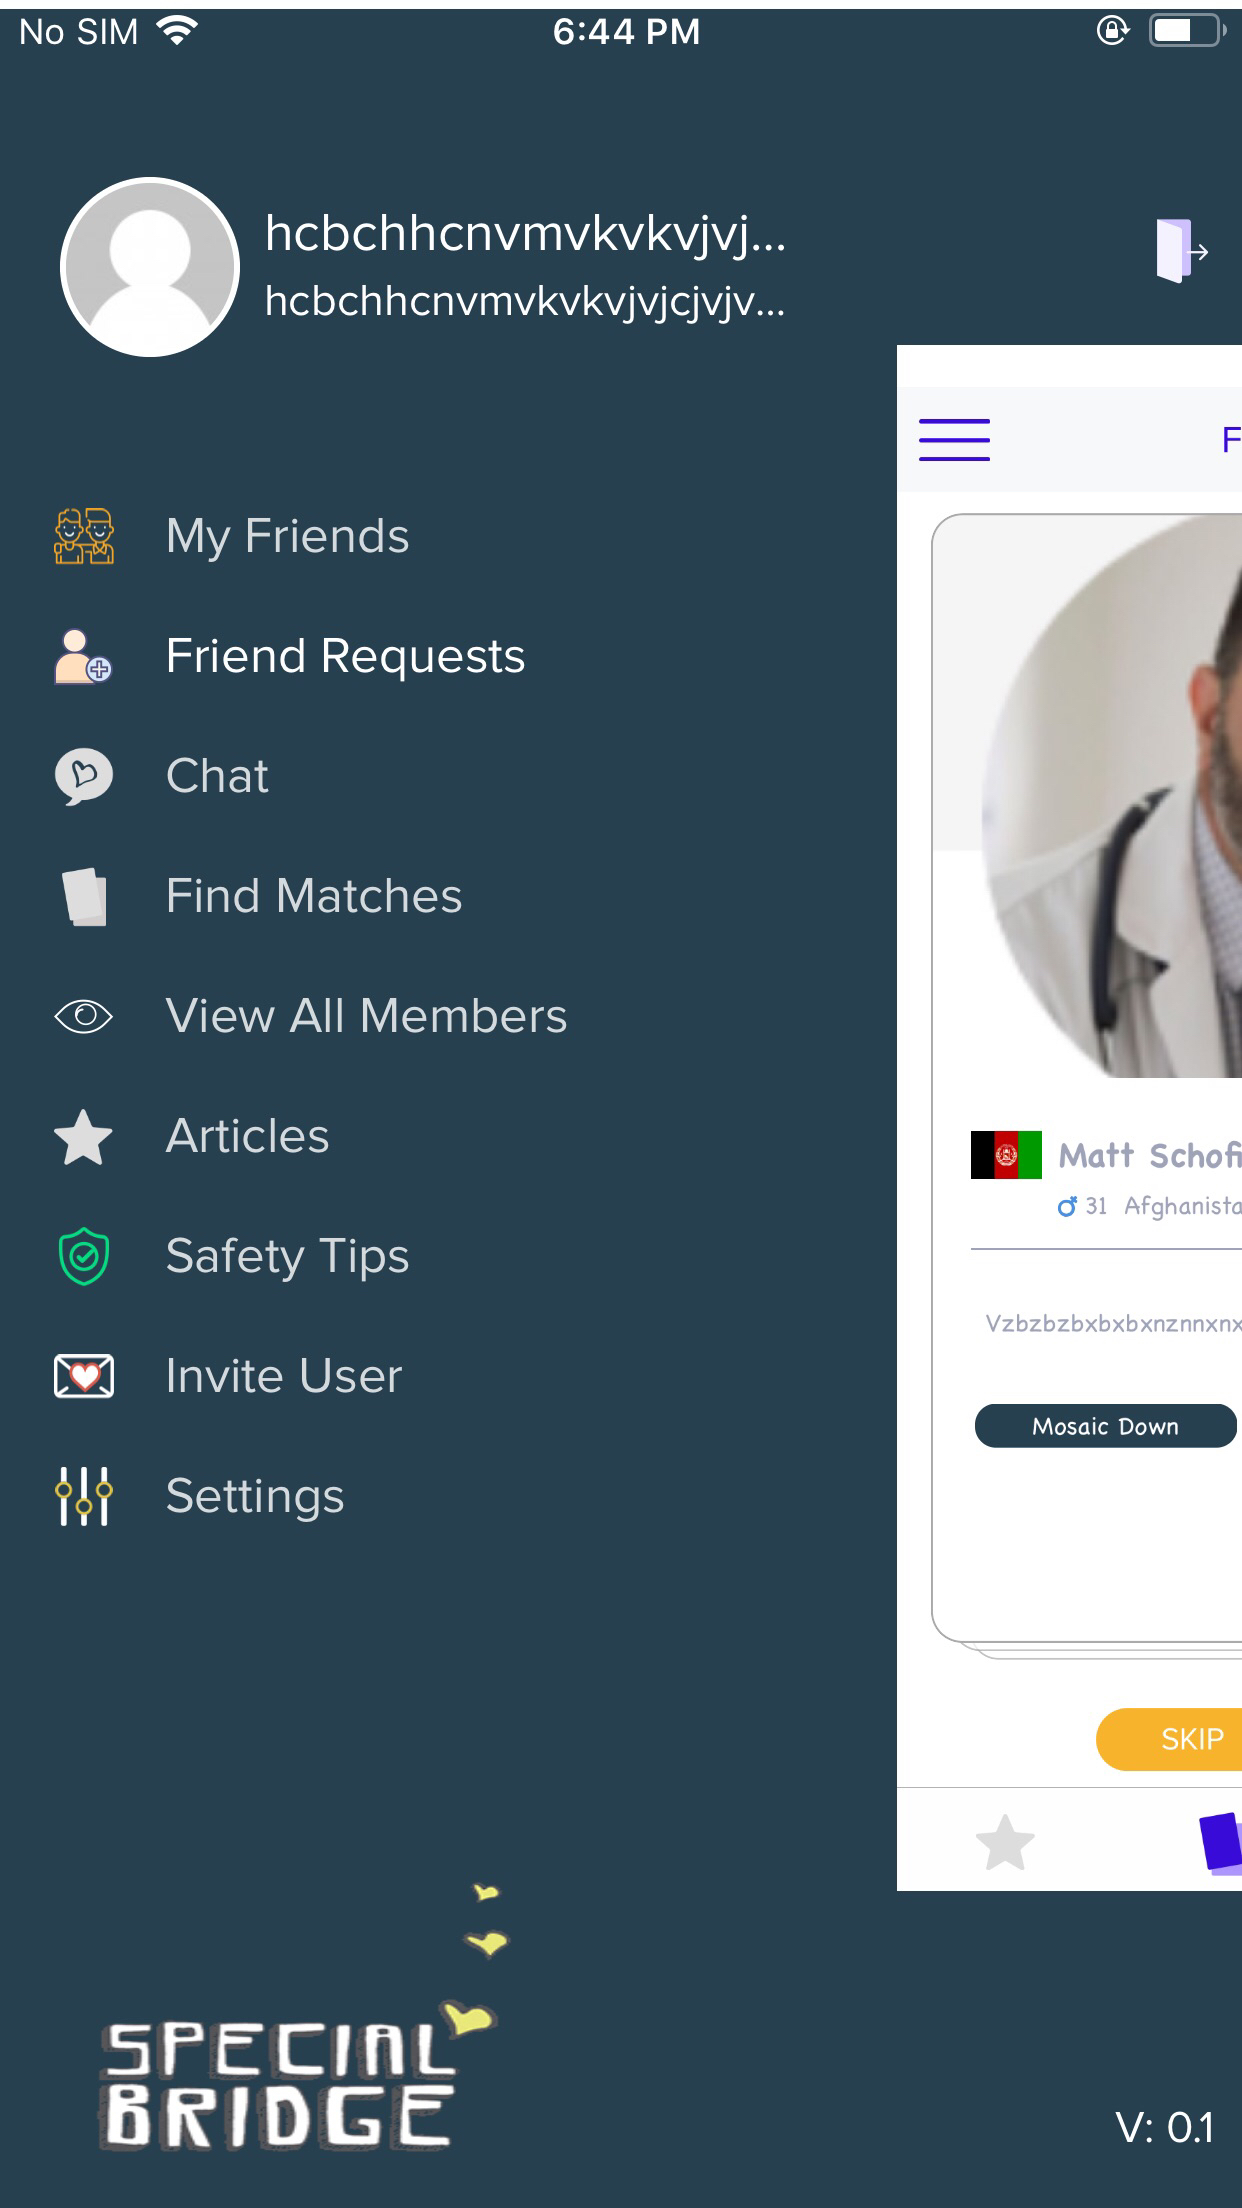 No SIM
6:44 PM
hcbchhcnvmvkvkvjvj...
hcbchhcnvmvkvkvjvjcjvjv...
F
My Friends
Friend Requests
Chat
Find Matches
View All Members
Articles
Safety Tips
Invite User
Settings
Matt Schofi
31 Afghanista
Vzbzbzbxbxbxnznnxnx
Mosaic Down
SKIP
SPECIAL
BRIDGE
V: 0.1